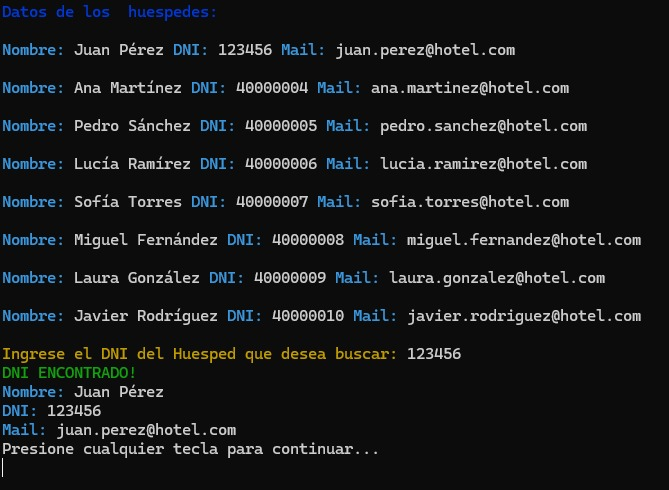 Datos de los  huespedes:
Nombre: Juan Pérez DNI: 123456 Mail: juan.perez@hotel.com
Nombre: Ana Martínez DNI: 40000004 Mail: ana.martinez@hotel.com
Nombre: Pedro Sánchez DNI: 40000005 Mail: pedro.sanchez@hotel.com
Nombre: Lucía Ramírez DNI: 40000006 Mail: lucia.ramirez@hotel.com
Nombre: Sofía Torres DNI: 40000007 Mail: sofia.torres@hotel.com
Nombre: Miguel Fernández DNI: 40000008 Mail: miguel.fernandez@hotel.com
Nombre: Laura González DNI: 40000009 Mail: laura.gonzalez@hotel.com
Nombre: Javier Rodríguez DNI: 40000010 Mail: javier.rodriguez@hotel.com
Ingrese el DNI del Huesped que desea buscar: 123456
DNI ENCONTRADO!
Nombre: Juan Pérez
DNI: 123456
Mail: juan.perez@hotel.com
Presione cualquier tecla para continuar...